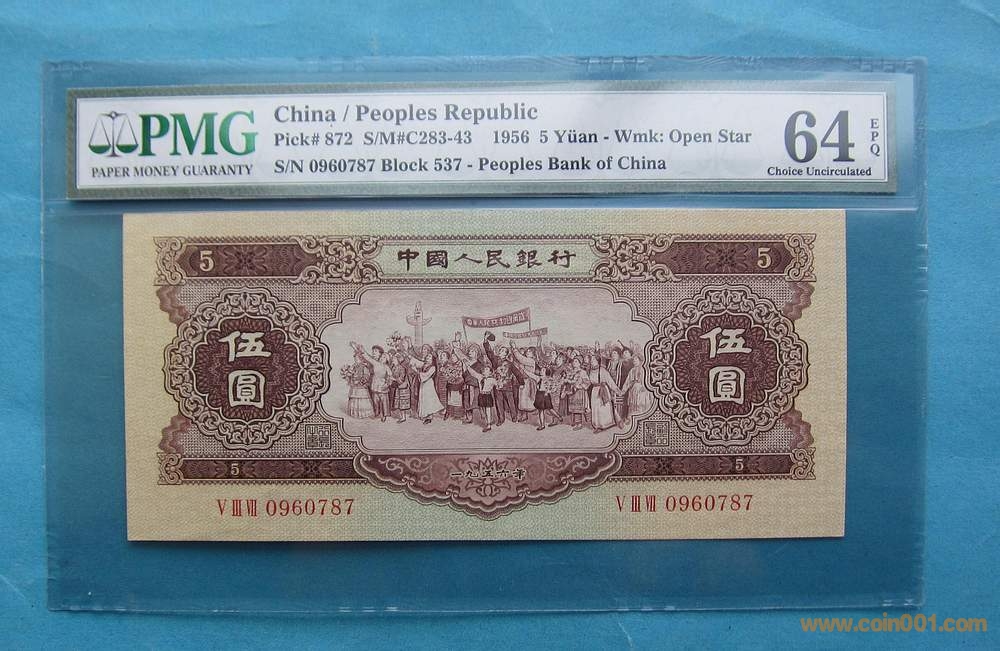 PMG
PAPER MONEY GUARANTY
China / Peoples Republic
Pick# 872 S/M#C283-43 1956 5 Yüan - Wmk: Open Star
S/N 0960787 Block 537 - Peoples Bank of China
64 EPQ
Choice Uncirculated
5 中國人民銀行 5
伍圓 伍圓
5 一九五六年 5
V III VII 0960787 V III VII 0960787
www.coin001.com